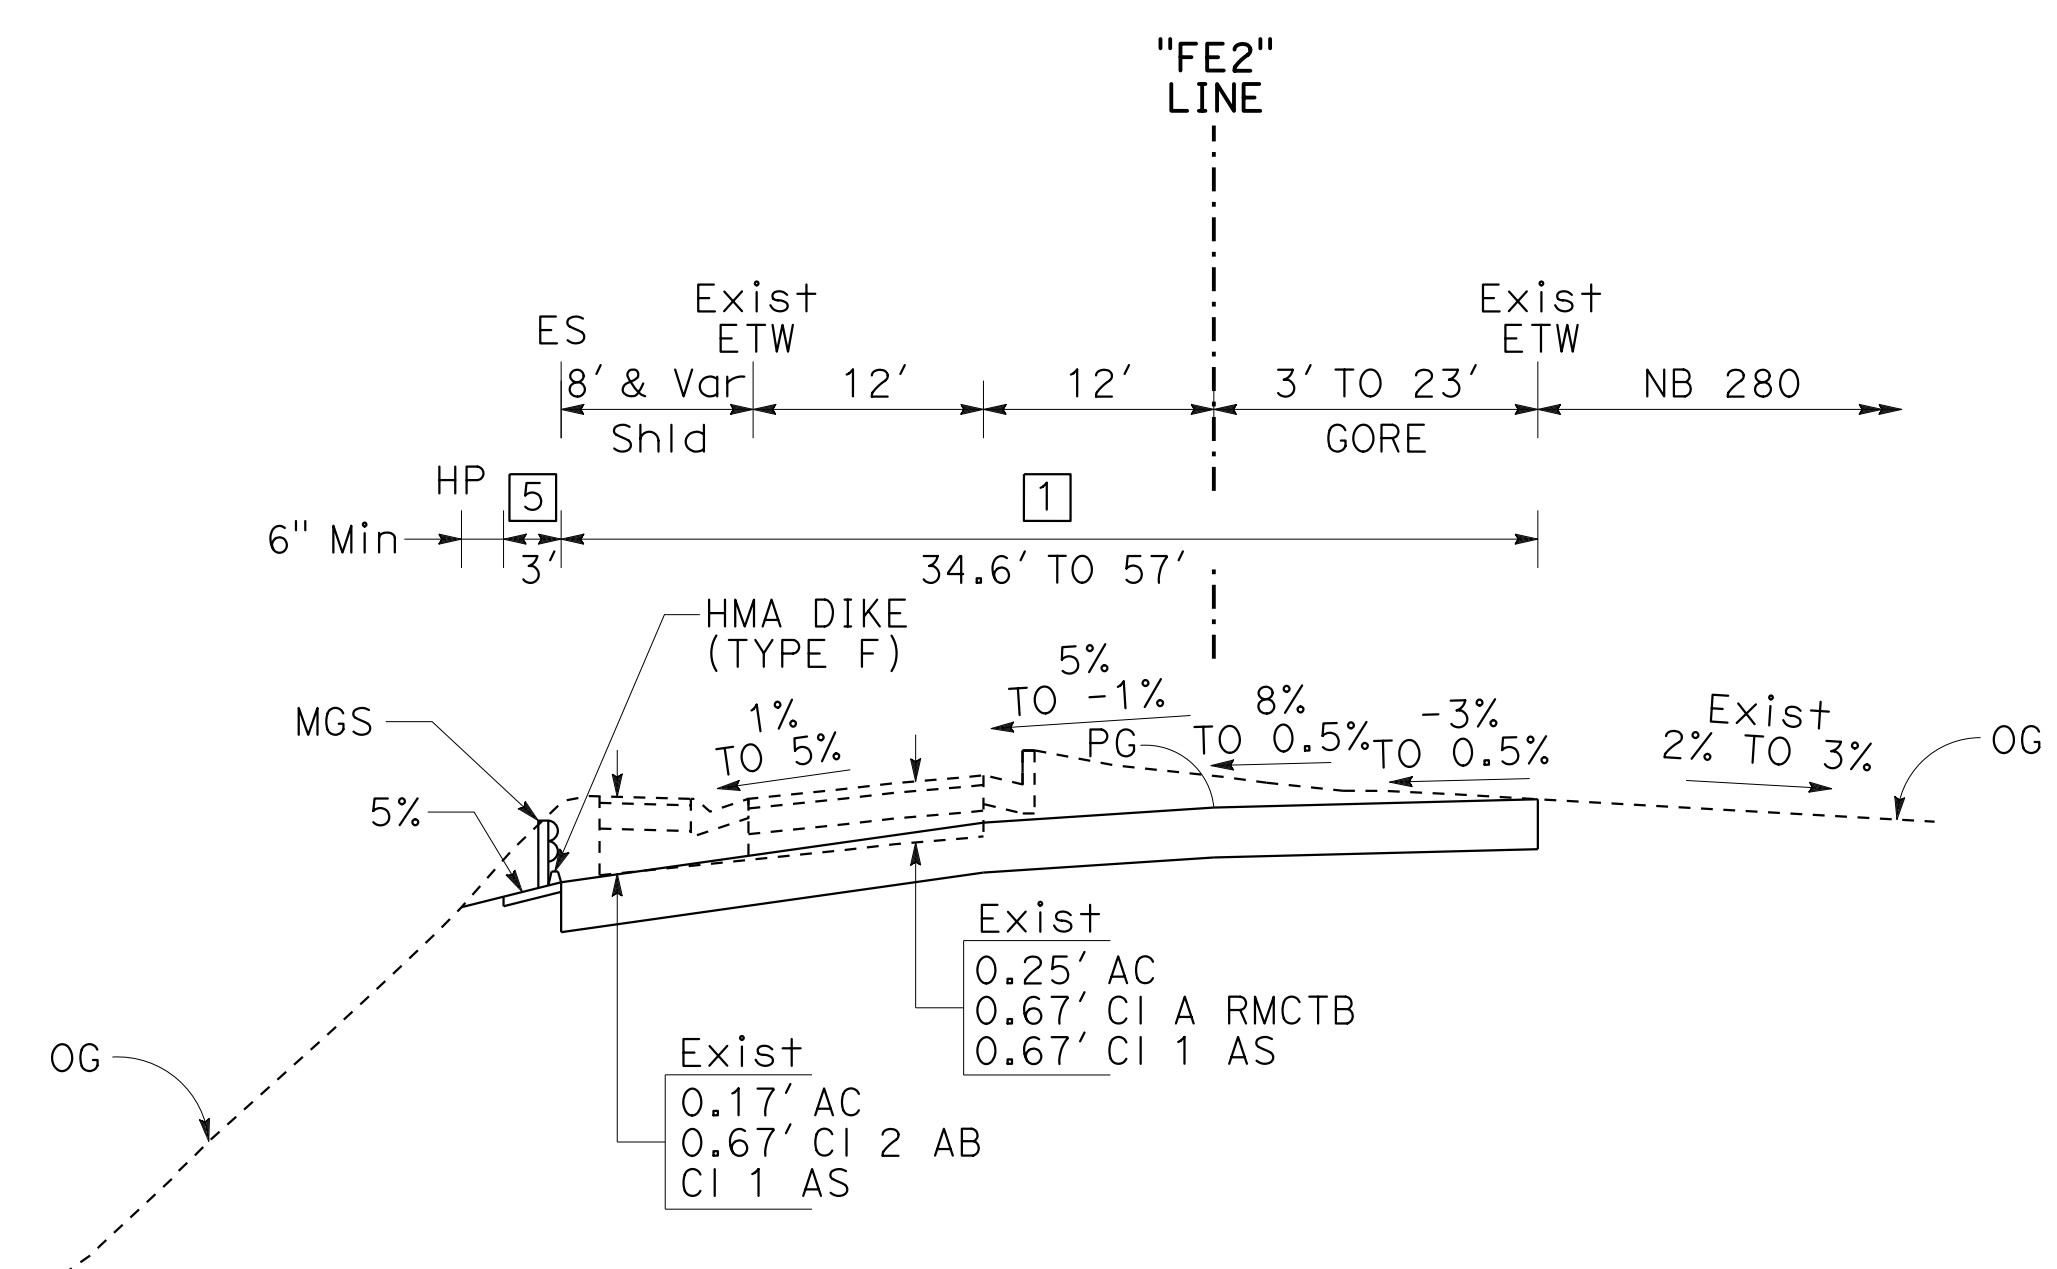 "FE2"
LINE
Exist
ETW
Exist
ETW
ES
8' & Var
12'
12'
3' TO 23'
NB 280
Shld
GORE
HP
5
1
6" Min
3'
34.6' TO 57'
HMA DIKE
(TYPE F)
MGS
5%
1%
TO 5%
5%
TO -1%
PG
8%
TO 0.5%
-3%
TO 0.5%
Exist
2% TO 3%
OG
Exist
0.25' AC
0.67' Cl A RMCTB
0.67' Cl 1 AS
OG
Exist
0.17' AC
0.67' Cl 2 AB
Cl 1 AS